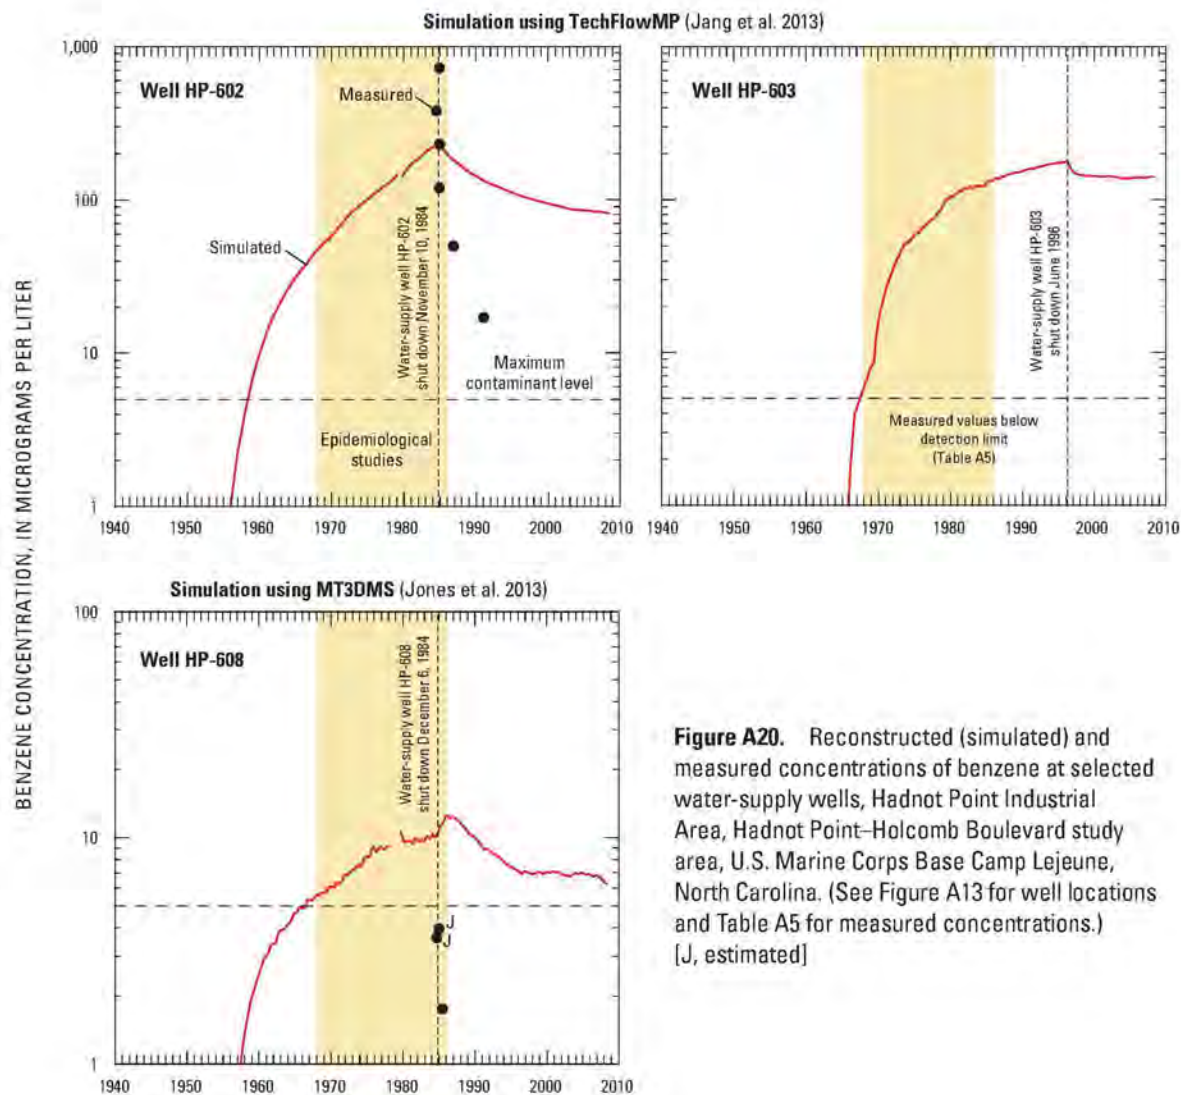 Simulation using TechFlowMP (Jang et al. 2013)
1,000
100
10
1
Well HP-602
Measured
Simulated
Water-supply well HP-602
shut down November 10, 1984
Maximum
contaminant level
Epidemiological
studies
1940 1950 1960 1970 1980 1990 2000 2010
Well HP-603
Water-supply well HP-603
shut down June 1996
Measured values below
detection limit
(Table A5)
1940 1950 1960 1970 1980 1990 2000 2010
BENZENE CONCENTRATION, IN MICROGRAMS PER LITER
Simulation using MT3DMS (Jones et al. 2013)
100
10
1
Well HP-608
Water-supply well HP-608
shut down December 6, 1984
J
J
1940 1950 1960 1970 1980 1990 2000 2010
Figure A20. Reconstructed (simulated) and
measured concentrations of benzene at selected
water-supply wells, Hadnot Point Industrial
Area, Hadnot Point–Holcomb Boulevard study
area, U.S. Marine Corps Base Camp Lejeune,
North Carolina. (See Figure A13 for well locations
and Table A5 for measured concentrations.)
[J, estimated]